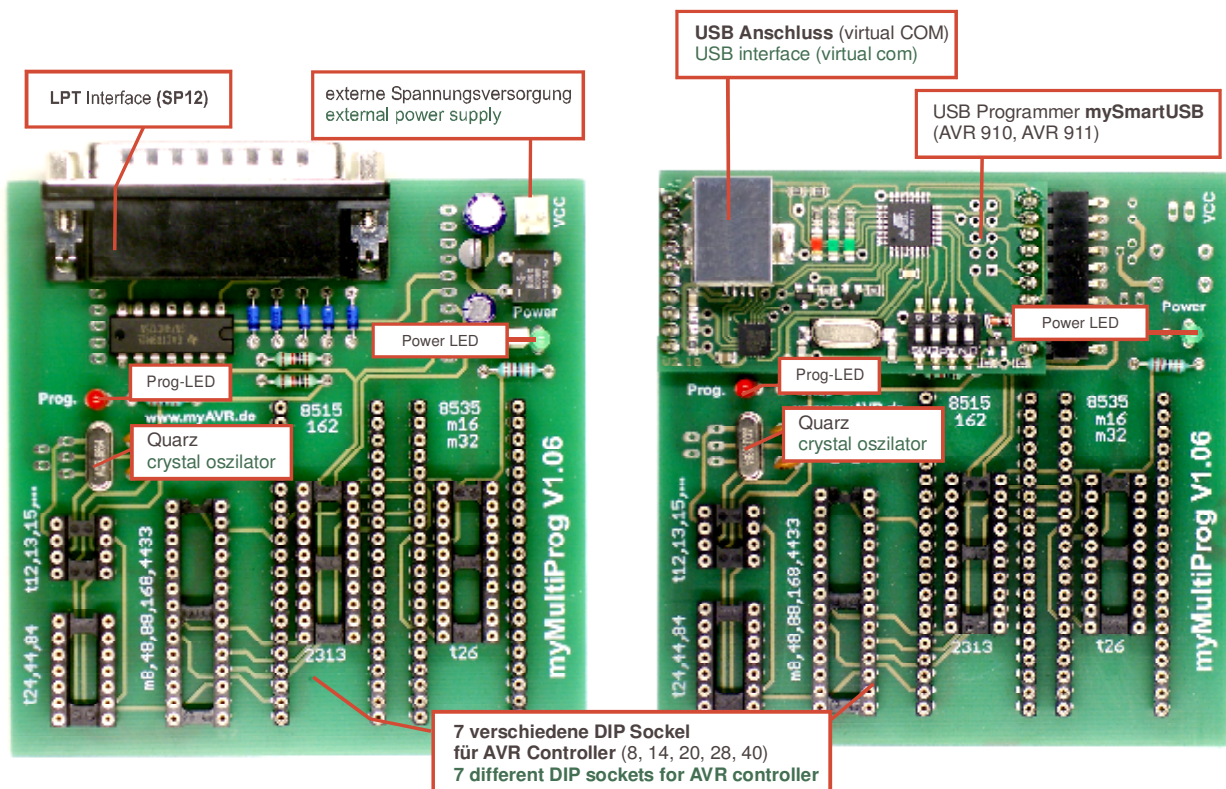 USB Anschluss (virtual COM)
USB interface (virtual com)
LPT Interface (SP12)
externe Spannungsversorgung
external power supply
USB Programmer mySmartUSB
(AVR 910, AVR 911)
VCC
Power
Power LED
Prog-LED
Prog.
www.myAVR.de
Quarz
crystal oszilator
8515
162
8535
m16
m32
t12,13,15,...
m8,48,88,168,4433
t24,44,84
2313
t26
myMultiProg V1.06
VCC
Power
Power LED
Prog-LED
Prog.
Quarz
crystal oszilator
8515
162
8535
m16
m32
t12,13,15,...
m8,48,88,168,4433
t24,44,84
2313
t26
myMultiProg V1.06
7 verschiedene DIP Sockel
für AVR Controller (8, 14, 20, 28, 40)
7 different DIP sockets for AVR controller